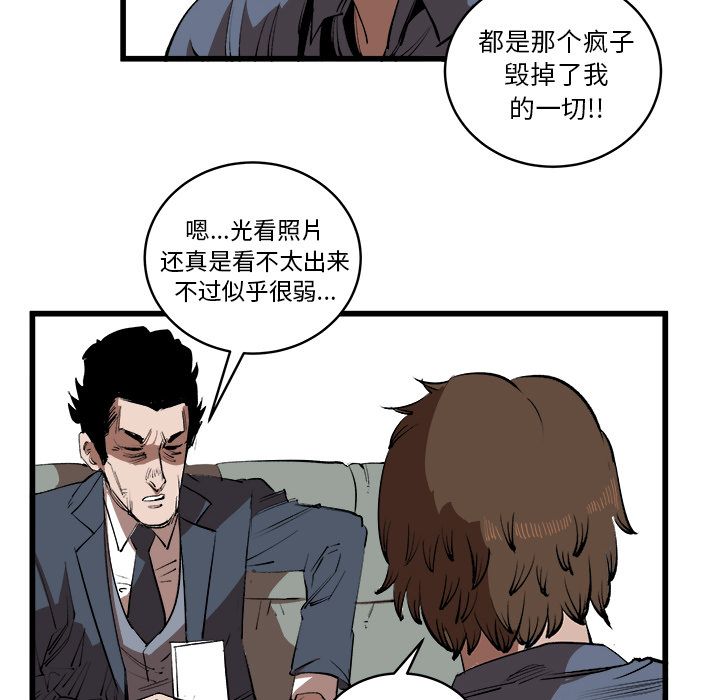 都是那个疯子
毁掉了我
的一切!!
嗯...光看照片
还真是看不太出来
不过似乎很弱...